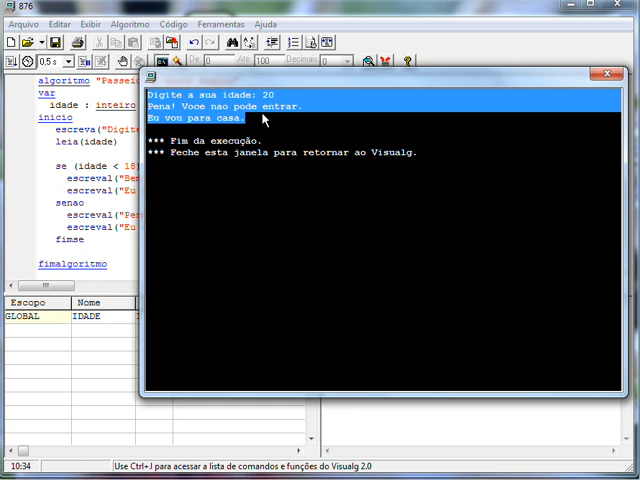 876
Arquivo Editar Exibir Algoritmo Código Ferramentas Ajuda
0,5 s
De: 0 Até: 100 Decimais: 0
algoritmo "Passei
var
idade : inteiro
inicio
escreva("Digite
leia(idade)
se (idade < 18)
escreval("Be
escreval("Eu
senao
escreval("Pe
escreval("Eu
fimse
fimalgoritmo
Digite a sua idade: 20
Pena! Voce nao pode entrar.
Eu vou para casa.
*** Fim da execução.
*** Feche esta janela para retornar ao Visualg.
Escopo Nome
GLOBAL IDADE
10:34 Use Ctrl+J para acessar a lista de comandos e funções do Visualg 2.0